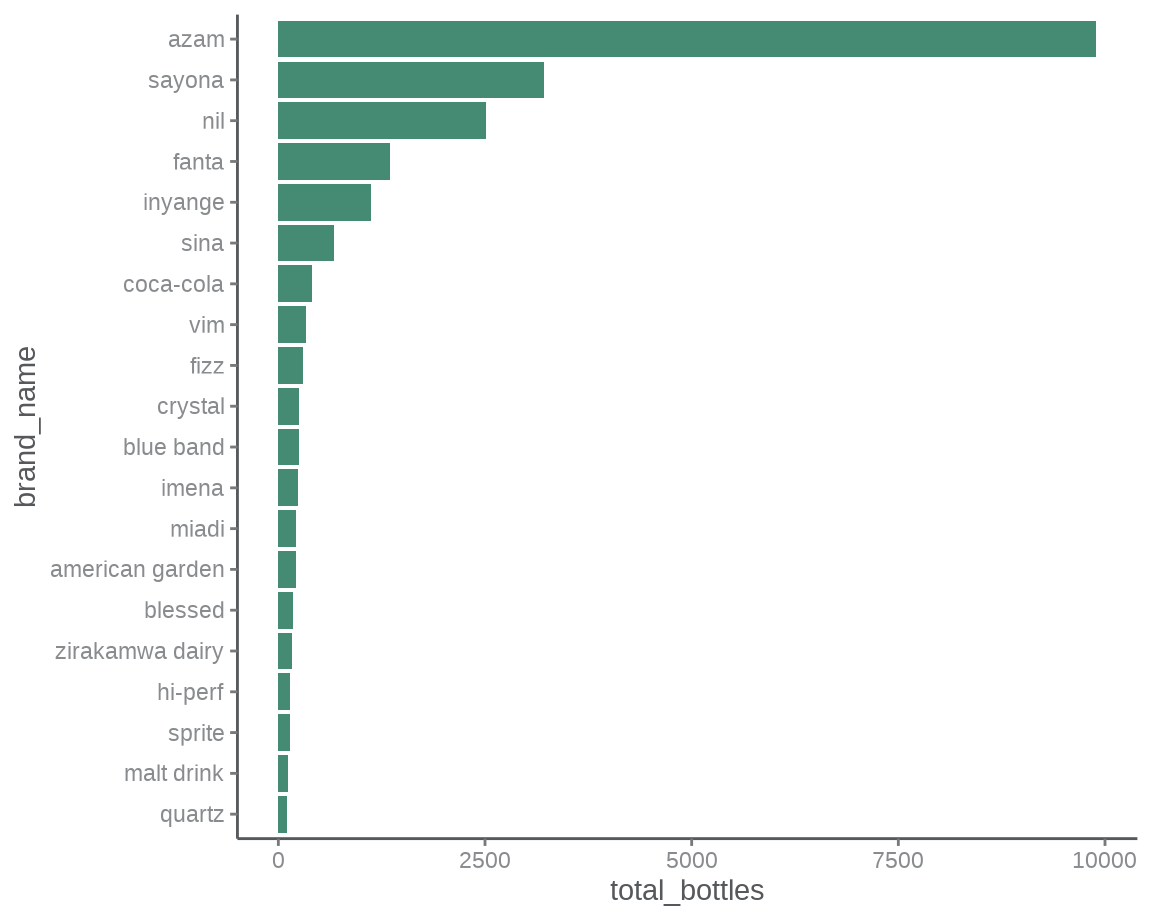 azam
sayona
nil
fanta
inyange
sina
coca-cola
vim
fizz
crystal
blue band
imena
miadi
american garden
blessed
zirakamwa dairy
hi-perf
sprite
malt drink
quartz
brand_name
0 2500 5000 7500 10000
total_bottles